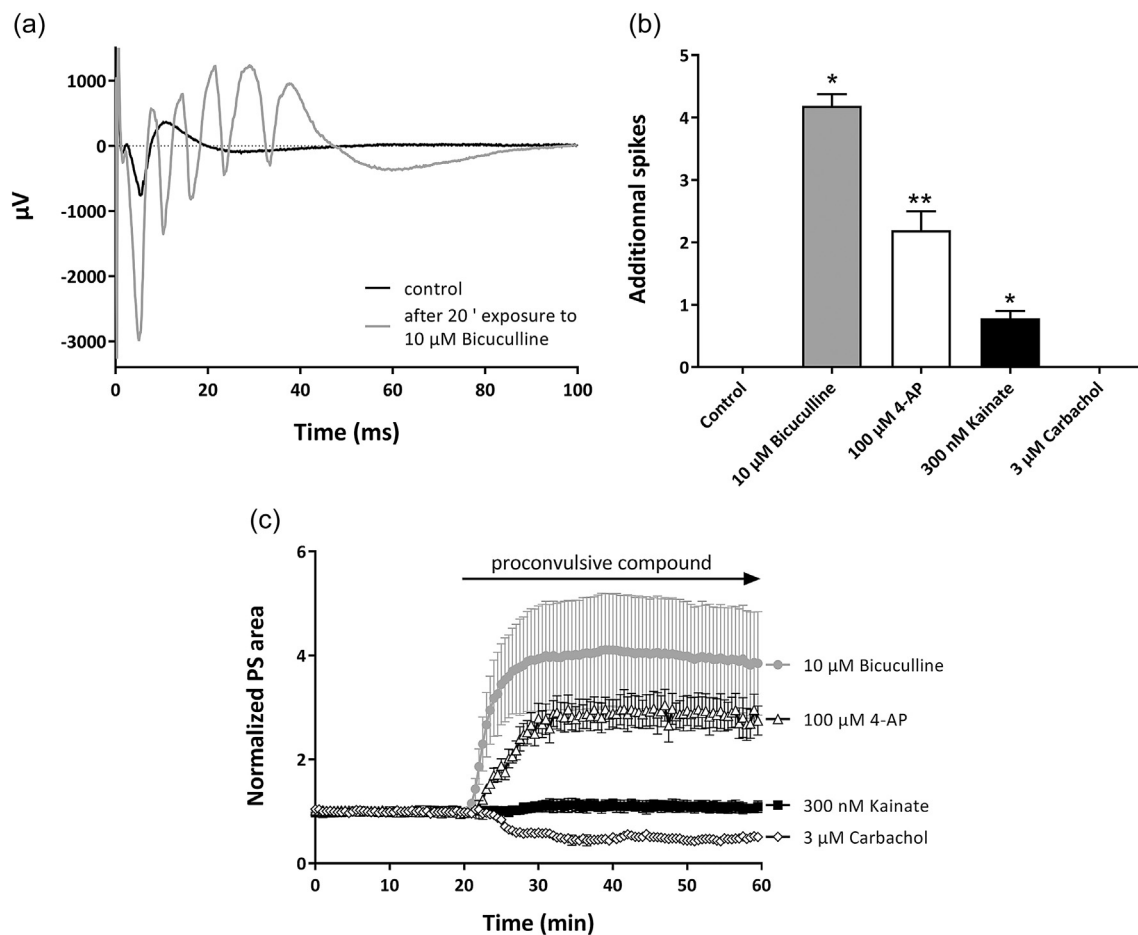 (a)
1000
0
-1000
-2000
-3000
µV
control
after 20 ' exposure to
10 µM Bicuculline
0
20
40
60
80
100
Time (ms)
(b)
5
4
3
2
1
0
Additionnal spikes
*
**
*
Control
10 µM Bicuculline
100 µM 4-AP
300 nM Kainate
3 µM Carbachol
(c)
6
4
2
0
Normalized PS area
proconvulsive compound
10 µM Bicuculline
100 µM 4-AP
300 nM Kainate
3 µM Carbachol
0
10
20
30
40
50
60
Time (min)